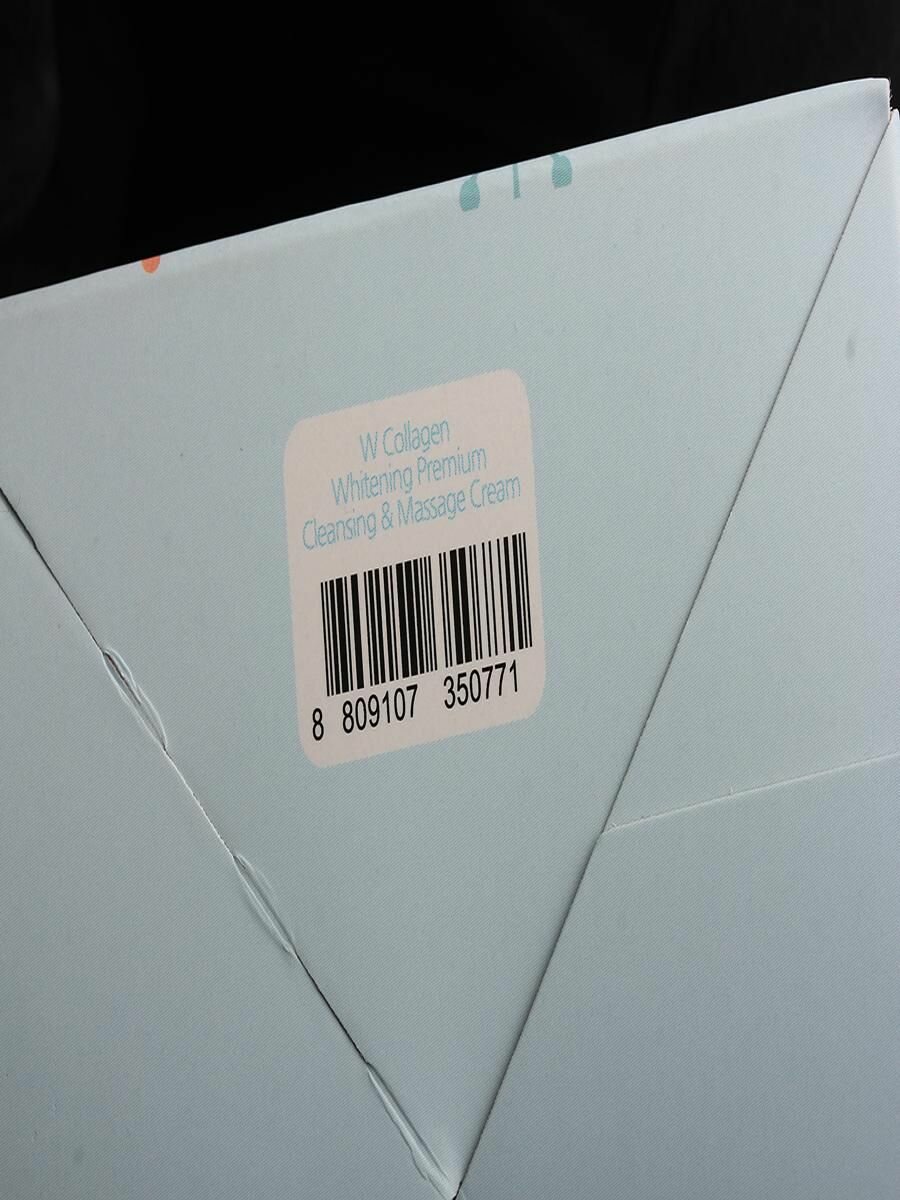 W Collagen
Whitening Premium
Cleansing & Massage Cream
8 809107 350771